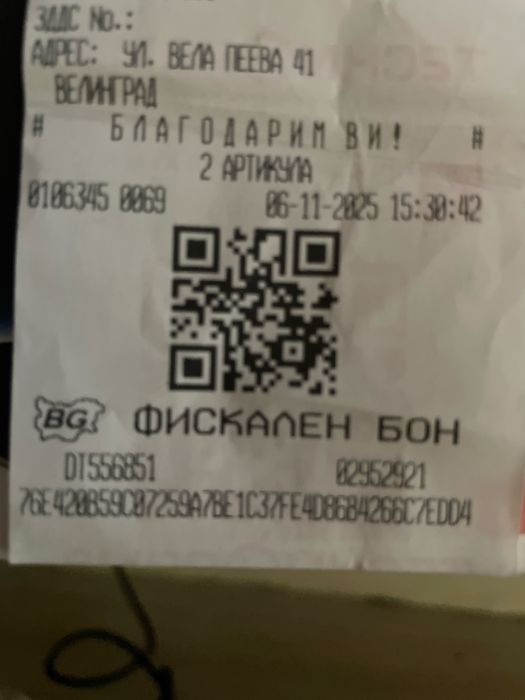 ЗДДС No.:
АДРЕС: УЛ. ВЕЛА ПЕЕВА 41
ВЕЛИНГРАД
# БЛАГОДАРИМ ВИ! #
2 АРТИКУЛА
0106345 0069 06-11-2025 15:30:42
BG ФИСКАЛЕН БОН
DT556851 02952921